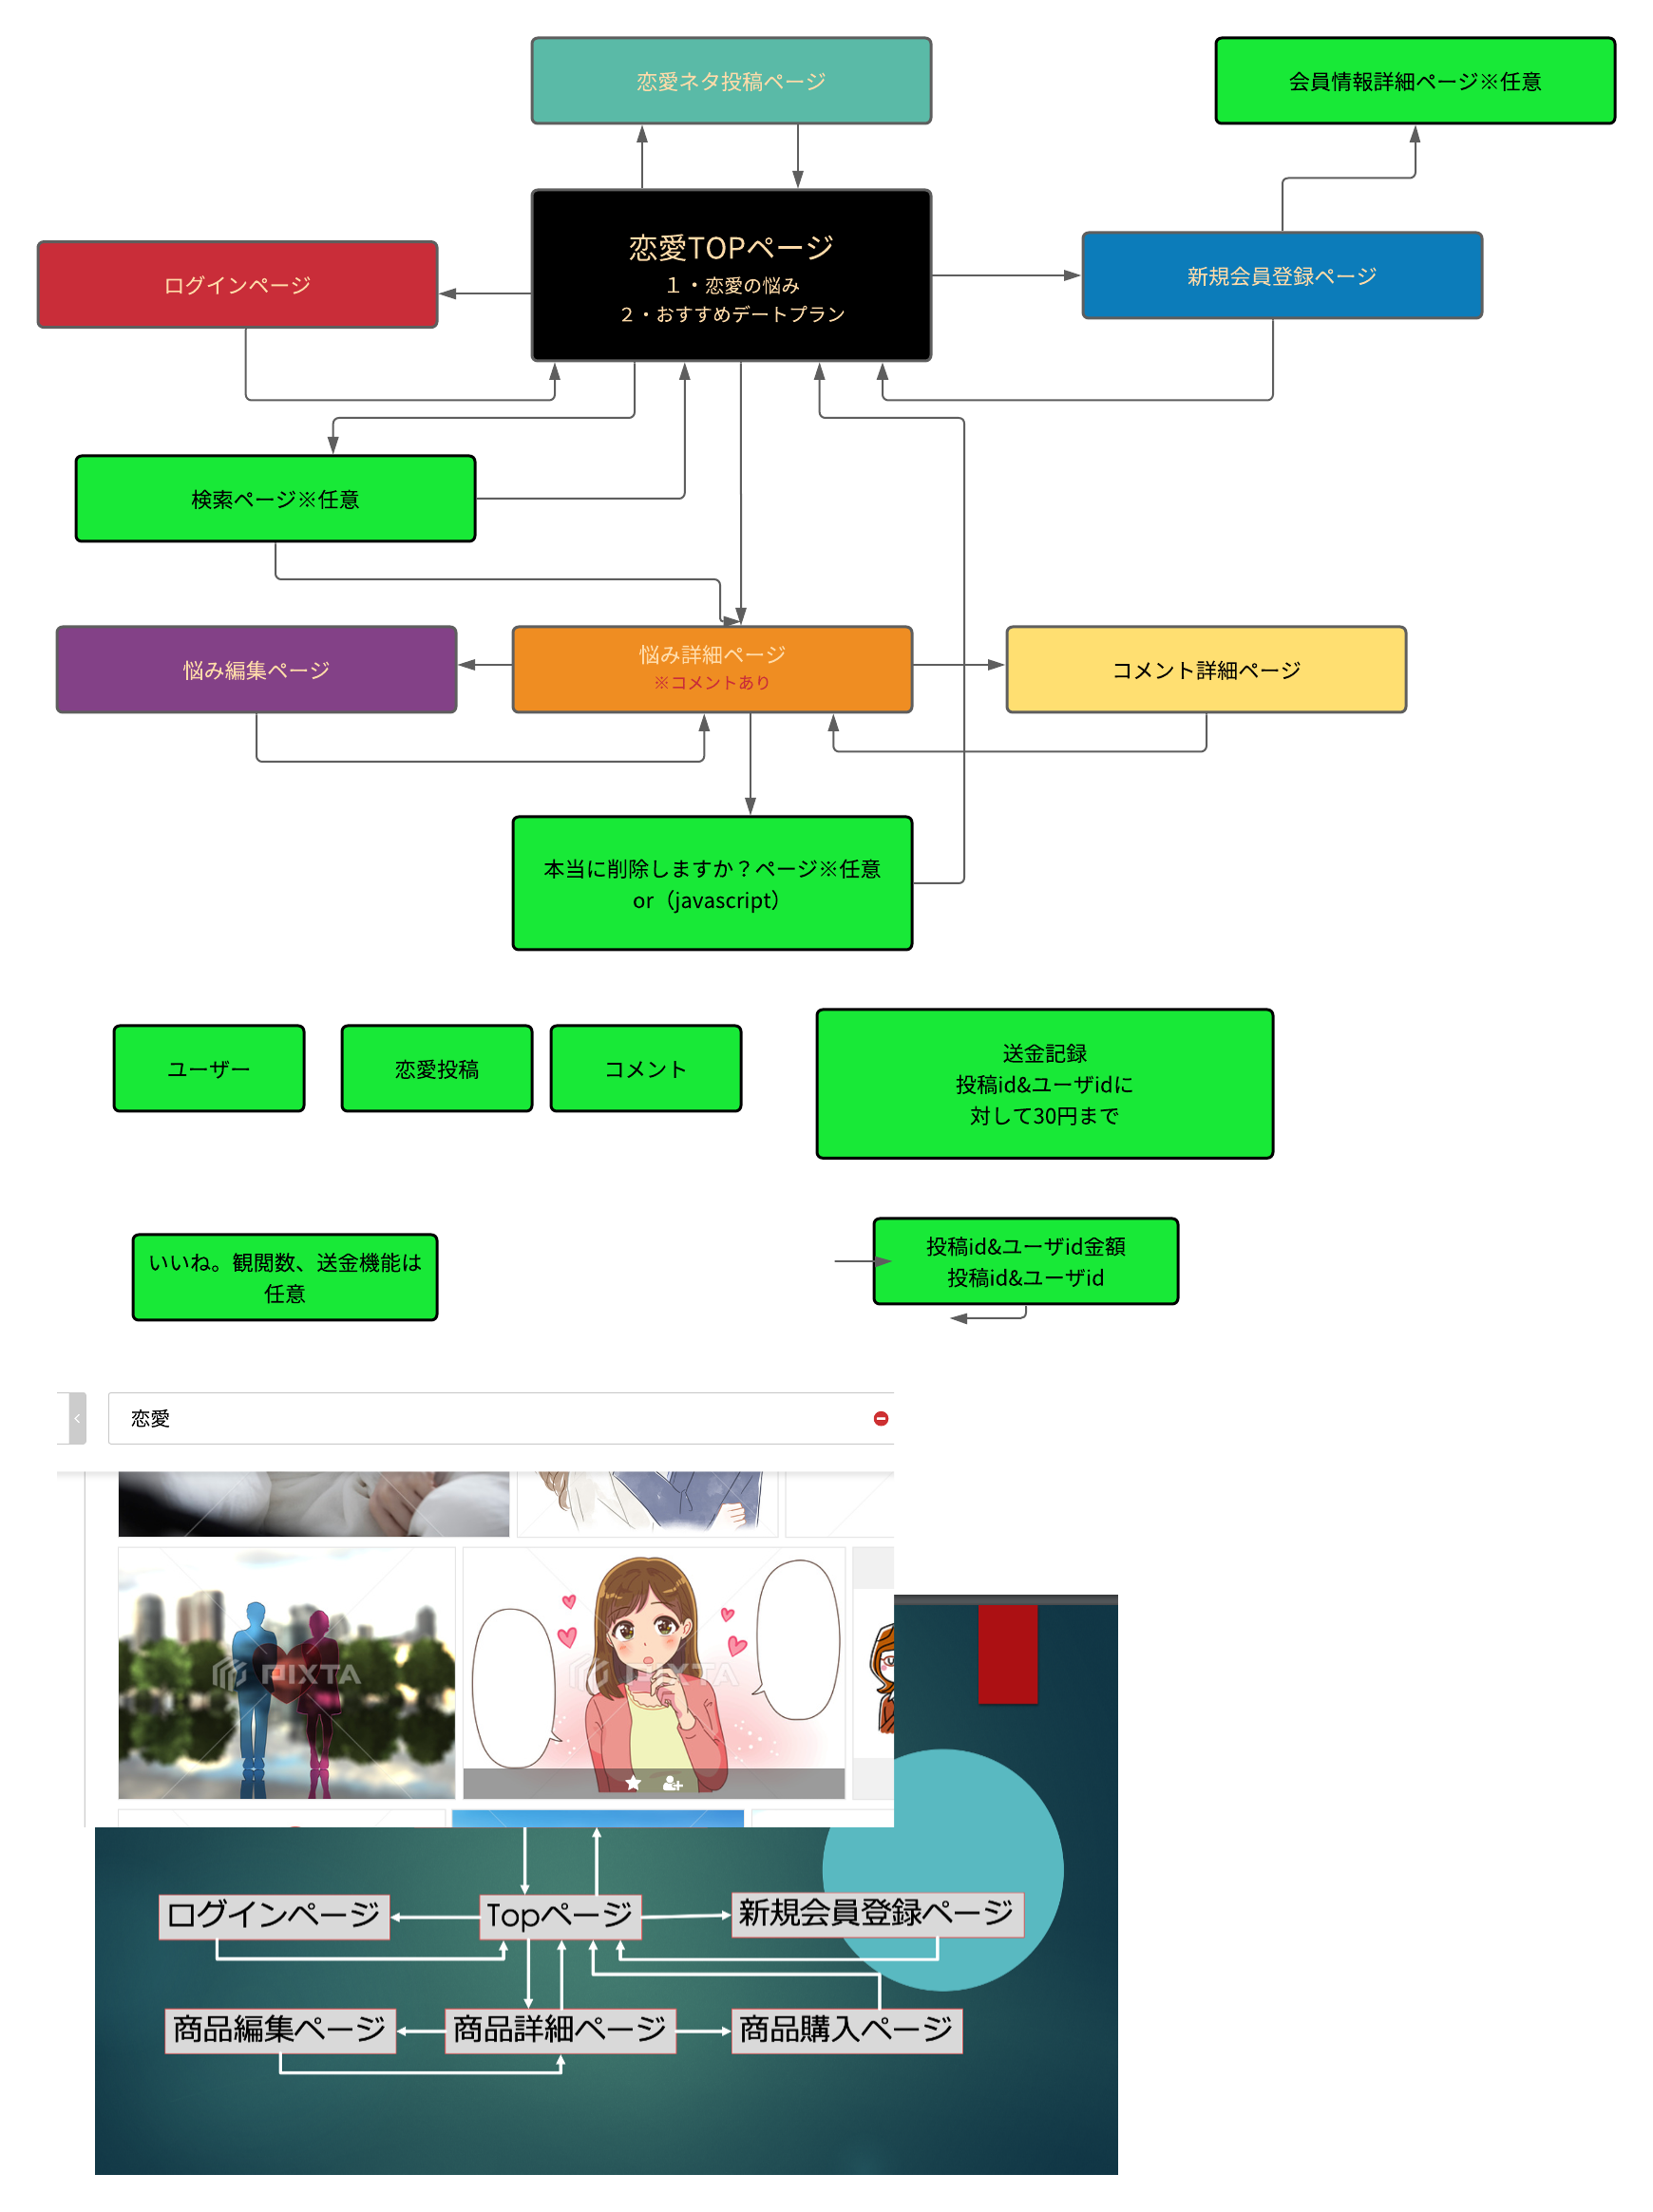 恋愛ネタ投稿ページ
会員情報詳細ページ※任意
恋愛TOPページ
１・恋愛の悩み
２・おすすめデートプラン
ログインページ
新規会員登録ページ
検索ページ※任意
悩み編集ページ
悩み詳細ページ
※コメントあり
コメント詳細ページ
本当に削除しますか？ページ※任意
or（javascript）
ユーザー
恋愛投稿
コメント
送金記録
投稿id&ユーザidに
対して30円まで
いいね。観閲数、送金機能は
任意
投稿id&ユーザid金額
投稿id&ユーザid
恋愛
PIXTA
PIXTA
ログインページ
Topページ
新規会員登録ページ
商品編集ページ
商品詳細ページ
商品購入ページ